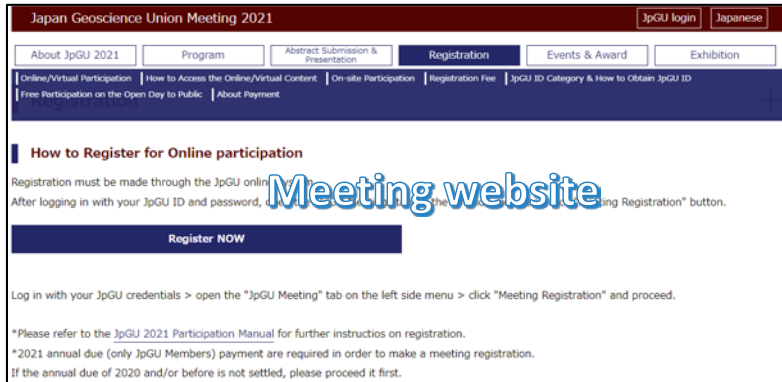 Japan Geoscience Union Meeting 2021
JpGU login
Japanese
About JpGU 2021
Program
Abstract Submission &
Presentation
Registration
Events & Award
Exhibition
Online/Virtual Participation
How to Access the Online/Virtual Content
On-site Participation
Registration Fee
JpGU ID Category & How to Obtain JpGU ID
Free Participation on the Open Day to Public
About Payment
Registration
How to Register for Online participation
Registration must be made through the JpGU online
Meeting website
After logging in with your JpGU ID and password, Registration" button.
Register NOW
Log in with your JpGU credentials > open the "JpGU Meeting" tab on the left side menu > click "Meeting Registration" and proceed.
*Please refer to the JpGU 2021 Participation Manual for further instructios on registration.
*2021 annual due (only JpGU Members) payment are required in order to make a meeting registration.
If the annual due of 2020 and/or before is not settled, please proceed it first.